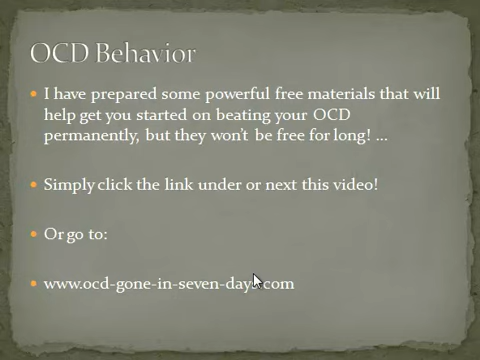 OCD Behavior
I have prepared some powerful free materials that will
help get you started on beating your OCD
permanently, but they won't be free for long! ...
Simply click the link under or next this video!
Or go to:
www.ocd-gone-in-seven-days.com